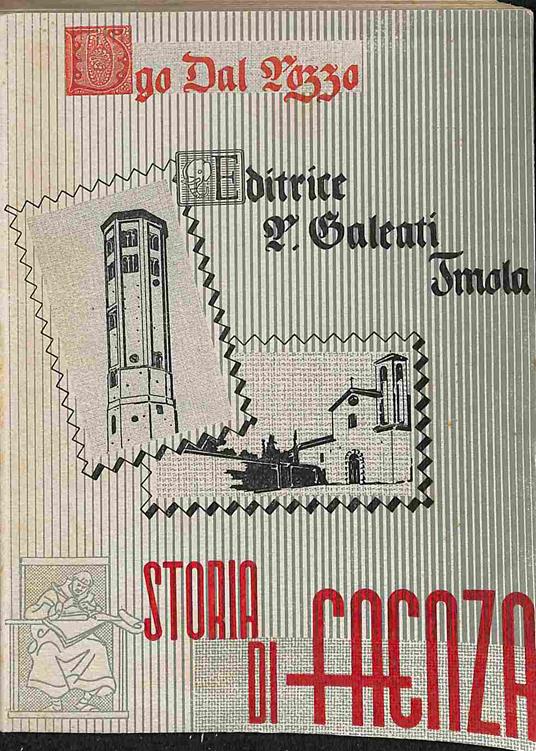 Ugo Dal Pozzo
Editrice
P. Galeati
Imola
STORIA
DI FAENZA